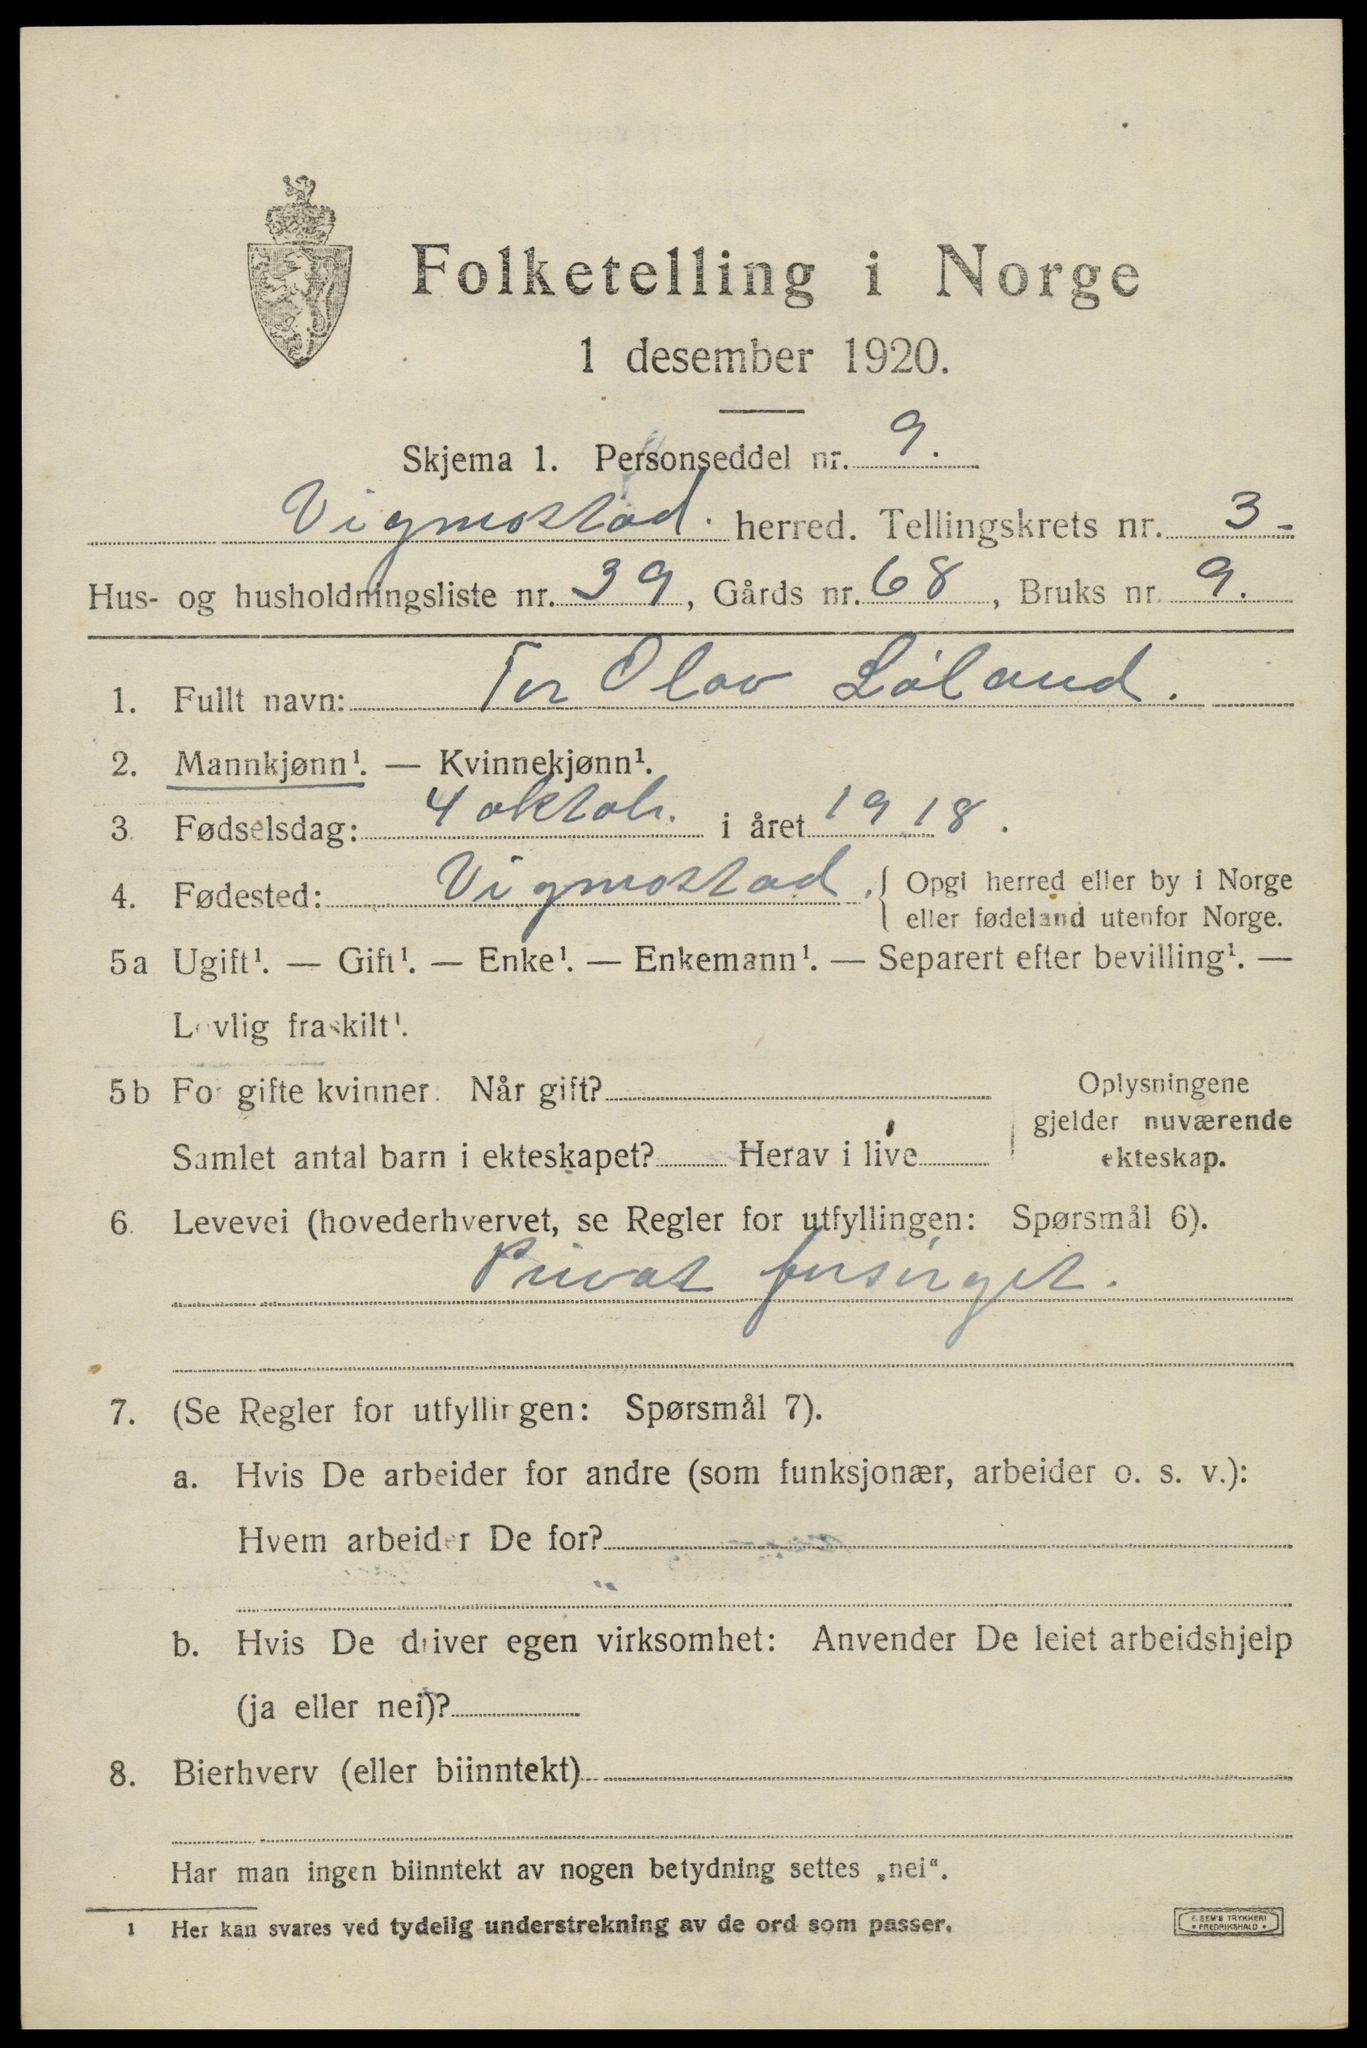 Folketelling i Norge
1 desember 1920.
Skjema 1. Personseddel nr. 9.
Vigmostad. herred. Tellingskrets nr. 3-
Hus- og husholdningsliste nr. 39, Gårds nr. 68, Bruks nr. 9.
1. Fullt navn: Tor Olav Løland.
2. Mannkjønn¹. — Kvinnekjønn¹.
3. Fødselsdag: 4 oktob. i året 1918.
4. Fødested: Vigmostad. { Opgi herred eller by i Norge
eller fødeland utenfor Norge.
5a Ugift¹. — Gift¹. — Enke¹. — Enkemann¹. — Separert efter bevilling¹. —
Lovlig fraskilt¹.
5b For gifte kvinner. Når gift?
Samlet antal barn i ekteskapet? Herav i live
Oplysningene
gjelder nuværende
ekteskap.
6. Levevei (hovederhvervet, se Regler for utfyllingen: Spørsmål 6).
Privat forsørget.
7. (Se Regler for utfyllingen: Spørsmål 7).
a. Hvis De arbeider for andre (som funksjonær, arbeider o. s. v.):
Hvem arbeider De for?
b. Hvis De driver egen virksomhet: Anvender De leiet arbeidshjelp
(ja eller nei)?
8. Bierhverv (eller biinntekt)
Har man ingen biinntekt av nogen betydning settes „nei“.
1 Her kan svares ved tydelig understrekning av de ord som passer.
E. SEM'S TRYKKERI
• FREDRIKSHALD •